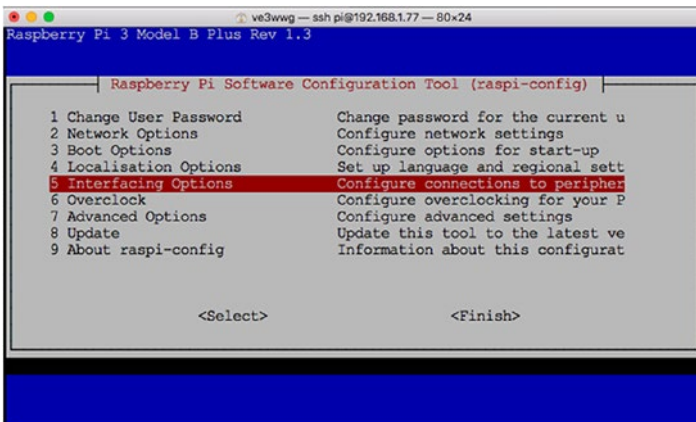 ve3wwg — ssh pi@192.168.1.77 — 80×24
Raspberry Pi 3 Model B Plus Rev 1.3
Raspberry Pi Software Configuration Tool (raspi-config)
1 Change User Password Change password for the current u
2 Network Options Configure network settings
3 Boot Options Configure options for start-up
4 Localisation Options Set up language and regional sett
5 Interfacing Options Configure connections to peripher
6 Overclock Configure overclocking for your P
7 Advanced Options Configure advanced settings
8 Update Update this tool to the latest ve
9 About raspi-config Information about this configurat
<Select> <Finish>